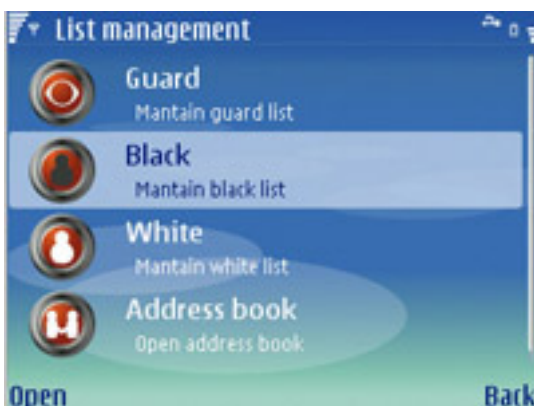 List management
Guard
Mantain guard list
Black
Mantain black list
White
Mantain white list
Address book
Open address book
Open
Back